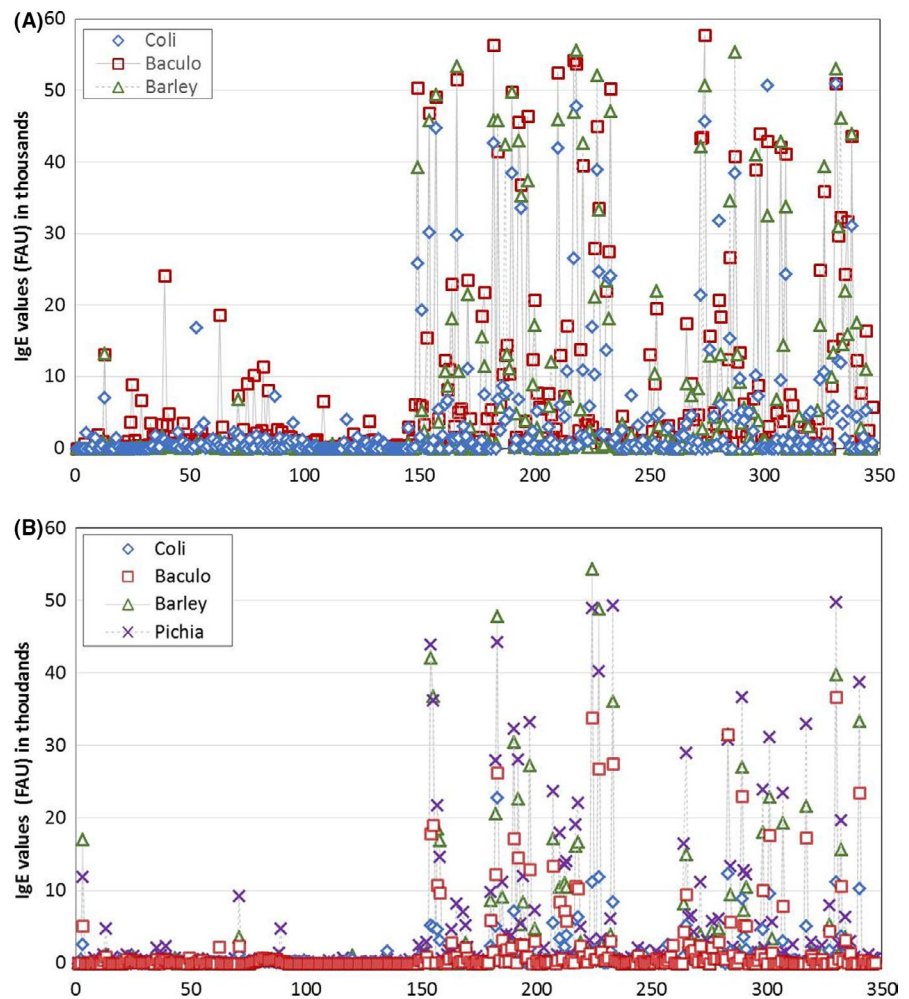 (A)
60
50
40
30
20
10
0
IgE values (FAU) in thousands
Coli
Baculo
Barley
0 50 100 150 200 250 300 350
(B)
60
50
40
30
20
10
0
IgE values (FAU) in thoudands
Coli
Baculo
Barley
Pichia
0 50 100 150 200 250 300 350